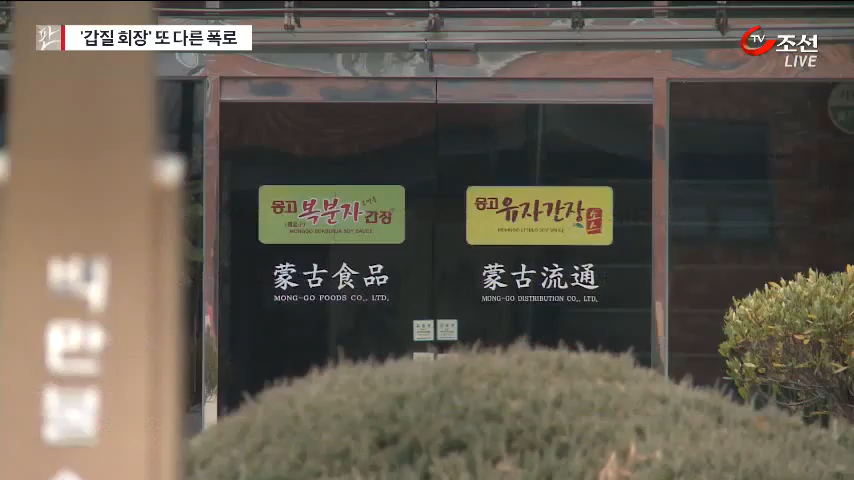 판 '갑질 회장' 또 다른 폭로
TV조선
LIVE
몽고 복분자 간장
MONGGO BOKBUNJA SOY SAUCE
몽고 유자간장 소스
MONGGO CITRUS SOY SAUCE
蒙古食品
MONG-GO FOODS CO., LTD.
蒙古流通
MONG-GO DISTRIBUTION CO., LTD.